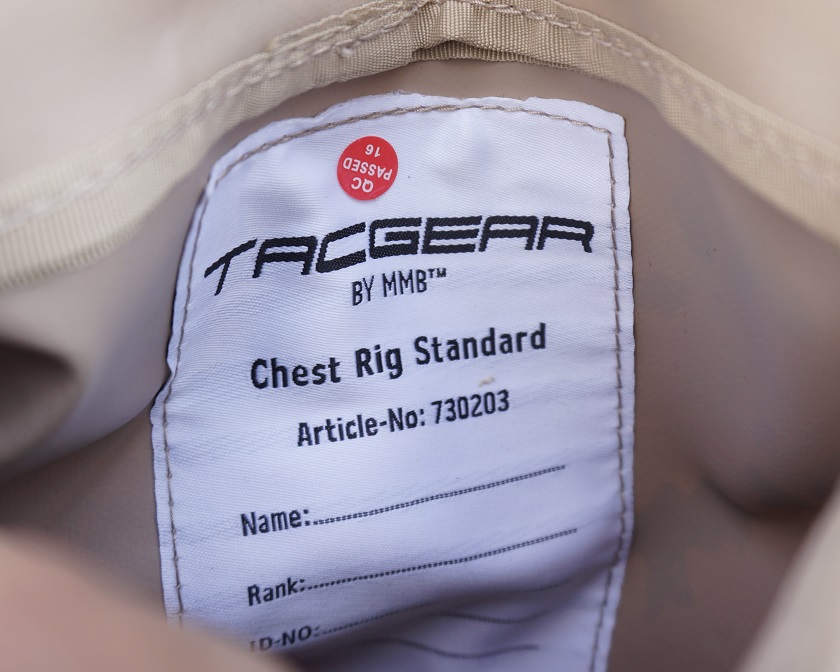 QC
PASSED
16
TACGEAR
BY MMB™
Chest Rig Standard
Article-No: 730203
Name:
Rank:
ID-NO: